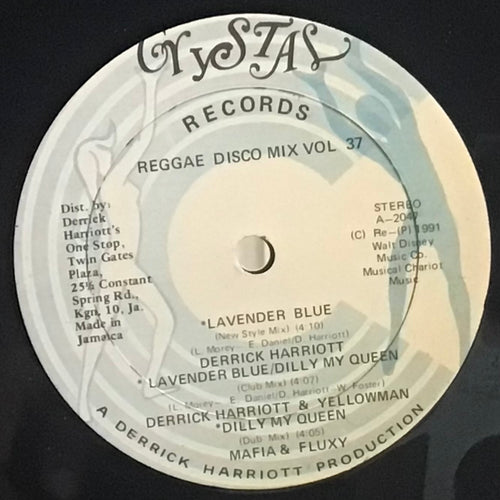 CRYSTAL
RECORDS
REGGAE DISCO MIX VOL 37
Dist. by:
Derrick
Harriott's
One Stop,
Twin Gates
Plaza,
25½ Constant
Spring Rd.,
Kgn, 10, Ja.
Made in
Jamaica
STEREO
A-2047
(C) Re-(P) 1991
Walt Disney
Music Co.
Musical Chariot
Music
*LAVENDER BLUE
(New Style Mix) (4:10)
(L. Morey - E. Daniel/D. Harriott)
DERRICK HARRIOTT
*LAVENDER BLUE/DILLY MY QUEEN
(Club Mix) (4:07)
(L. Morey - E. Daniel/D. Harriott-W. Foster)
DERRICK HARRIOTT & YELLOWMAN
*DILLY MY QUEEN
(Dub Mix) (4:05)
MAFIA & FLUXY
A DERRICK HARRIOTT PRODUCTION